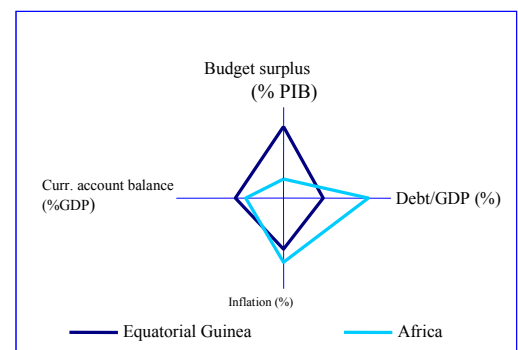 Budget surplus
(% PIB)
Curr. account balance
(%GDP)
Debt/GDP (%)
Inflation (%)
Equatorial Guinea
Africa